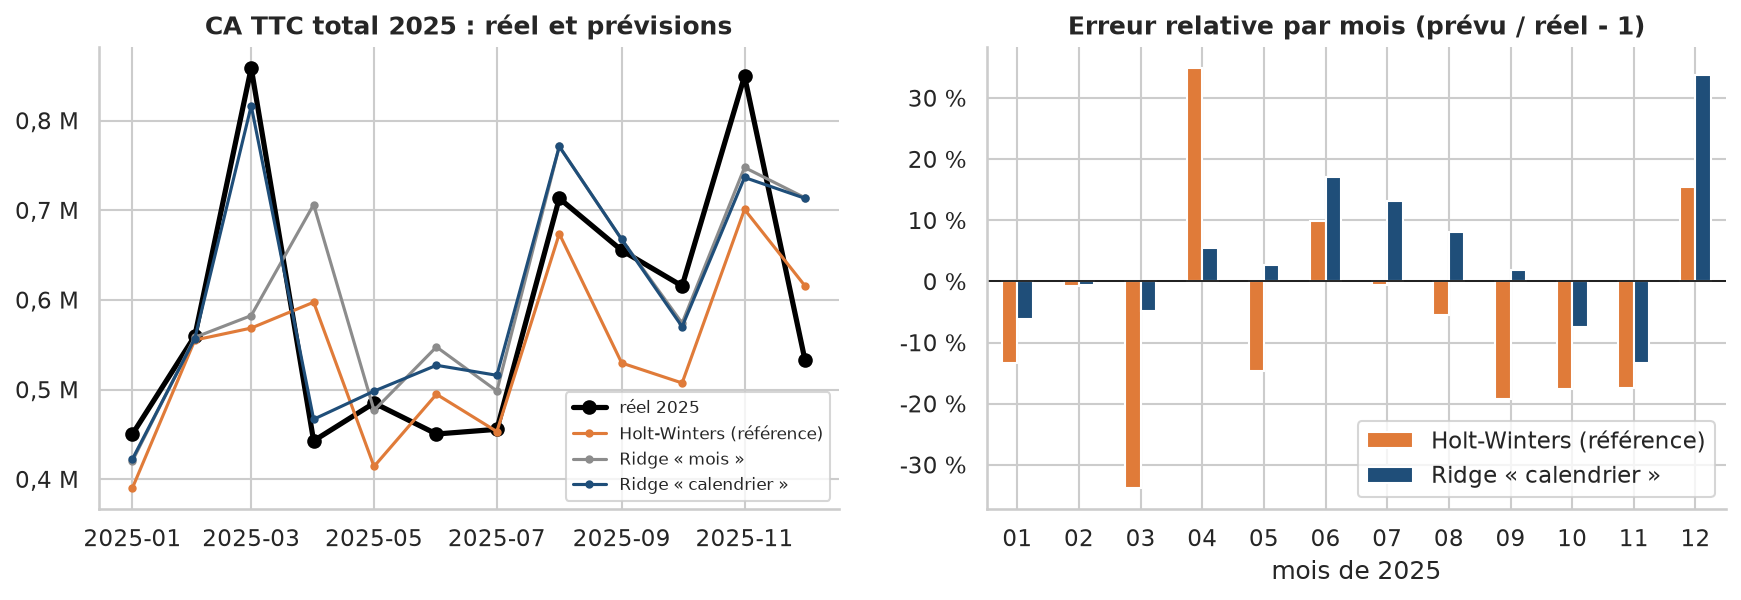 CA TTC total 2025 : réel et prévisions
0,8 M
0,7 M
0,6 M
0,5 M
0,4 M
2025-01
2025-03
2025-05
2025-07
2025-09
2025-11
réel 2025
Holt-Winters (référence)
Ridge « mois »
Ridge « calendrier »
Erreur relative par mois (prévu / réel - 1)
30 %
20 %
10 %
0 %
-10 %
-20 %
-30 %
01
02
03
04
05
06
07
08
09
10
11
12
mois de 2025
Holt-Winters (référence)
Ridge « calendrier »